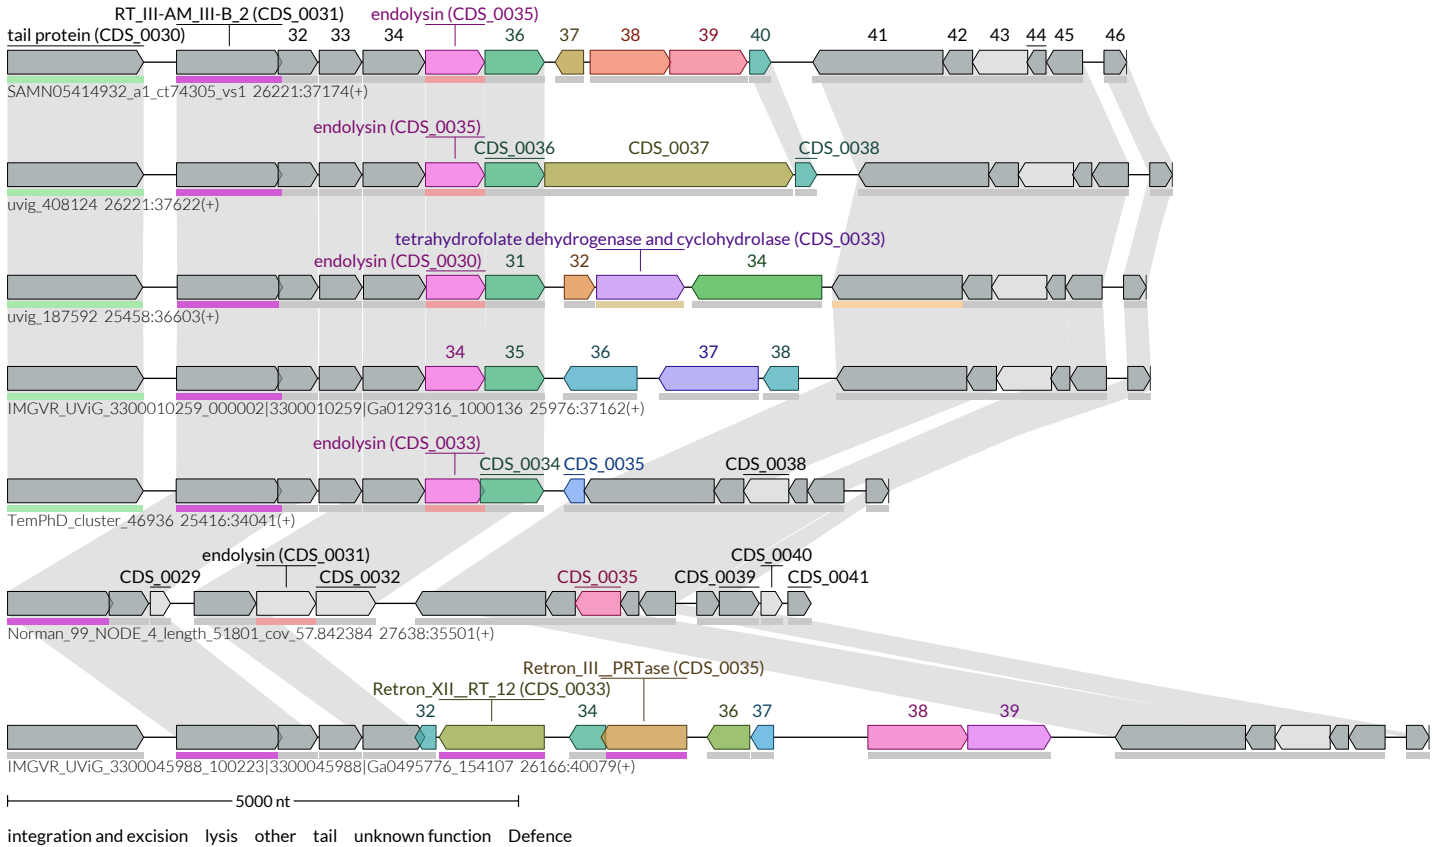 RT_III-AM_III-B_2 (CDS_0031) endolysin (CDS_0035)
tail protein (CDS_0030) 32 33 34 36 37 38 39 40 41 42 43 44 45 46
SAMN05414932_a1_ct74305_vs1 26221:37174(+)
endolysin (CDS_0035)
CDS_0036 CDS_0037 CDS_0038
uvig_408124 26221:37622(+)
tetrahydrofolate dehydrogenase and cyclohydrolase (CDS_0033)
endolysin (CDS_0030) 31 32 34
uvig_187592 25458:36603(+)
34 35 36 37 38
IMGVR_UViG_3300010259_000002|3300010259|Ga0129316_1000136 25976:37162(+)
endolysin (CDS_0033)
CDS_0034 CDS_0035 CDS_0038
TemPhD_cluster_46936 25416:34041(+)
endolysin (CDS_0031) CDS_0040
CDS_0029 CDS_0032 CDS_0035 CDS_0039 CDS_0041
Norman_99_NODE_4_length_51801_cov_57.842384 27638:35501(+)
Retron_III__PRTase (CDS_0035)
Retron_XII__RT_12 (CDS_0033)
32 34 36 37 38 39
IMGVR_UViG_3300045988_100223|3300045988|Ga0495776_154107 26166:40079(+)
5000 nt
integration and excision lysis other tail unknown function Defence